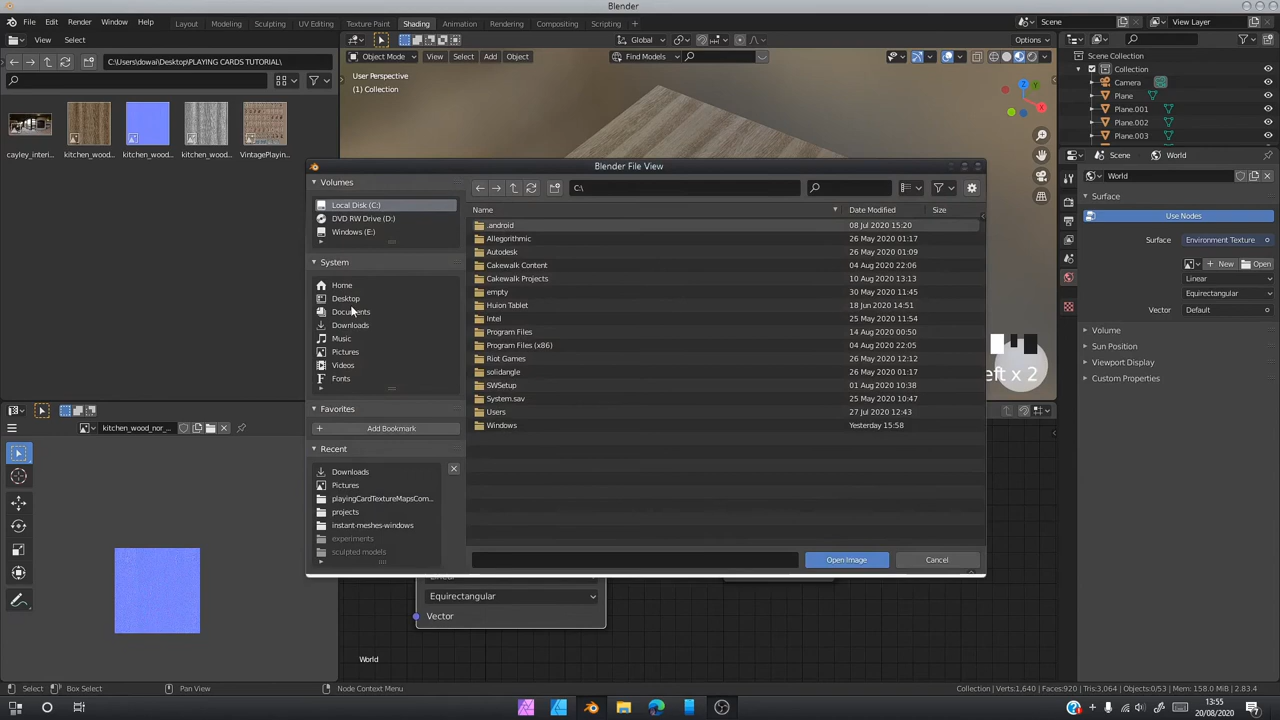 Blender
File Edit Render Window Help Layout Modeling Sculpting UV Editing Texture Paint Shading Animation Rendering Compositing Scripting Scene View Layer
View Select
Global
Options
C:\Users\dowai\Desktop\PLAYING CARDS TUTORIAL\
Object Mode View Select Add Object Find Models
User Perspective
(1) Collection
Scene Collection
Collection
Camera
Plane
Plane.001
Plane.002
Plane.003
cayley_interi... kitchen_wood... kitchen_wood... kitchen_wo... VintagePlayin...
Scene World
World
Surface
Use Nodes
Surface Environment Texture
New Open
Linear
Equirectangular
Vector Default
Volume
Sun Position
Viewport Display
Custom Properties
Blender File View
Volumes
Local Disk (C:)
DVD RW Drive (D:)
Windows (E:)
System
Home
Desktop
Documents
Downloads
Music
Pictures
Videos
Fonts
Favorites
Add Bookmark
Recent
Downloads
Pictures
playingCardTextureMapsCom...
projects
instant-meshes-windows
experiments
sculpted models
C:\
Name Date Modified Size
.android 08 Jul 2020 15:20
Allegorithmic 26 May 2020 01:17
Autodesk 26 May 2020 01:09
Cakewalk Content 04 Aug 2020 22:06
Cakewalk Projects 10 Aug 2020 13:13
empty 30 May 2020 11:45
Huion Tablet 18 Jun 2020 14:51
Intel 25 May 2020 11:54
Program Files 14 Aug 2020 00:50
Program Files (x86) 04 Aug 2020 22:05
Riot Games 26 May 2020 12:12
solidangle 26 May 2020 01:17
SWSetup 01 Aug 2020 10:38
System.sav 25 May 2020 10:47
Users 27 Jul 2020 12:43
Windows Yesterday 15:58
Open Image Cancel
eft x 2
kitchen_wood_nor_...
Equirectangular
Vector
World
Select Box Select Pan View Node Context Menu
Collection | Verts:1,640 | Faces:920 | Tris:3,064 | Objects:0/53 | Mem: 158.0 MiB | 2.83.4
13:55
20/08/2020